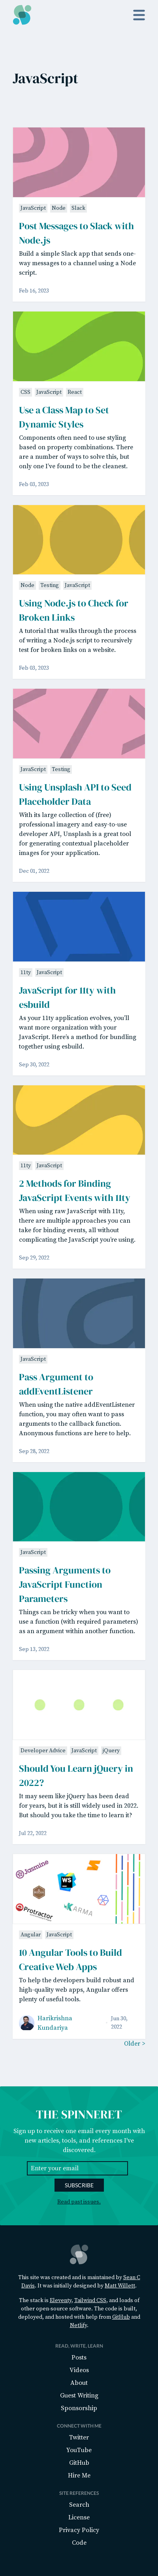 JavaScript
JavaScript Node Slack
Post Messages to Slack with
Node.js
Build a simple Slack app that sends one-
way messages to a channel using a Node
script.
Feb 16, 2023
CSS JavaScript React
Use a Class Map to Set
Dynamic Styles
Components often need to use styling
based on property combinations. There
are a number of ways to solve this, but
only one I've found to be the cleanest.
Feb 03, 2023
Node Testing JavaScript
Using Node.js to Check for
Broken Links
A tutorial that walks through the process
of writing a Node.js script to recursively
test for broken links on a website.
Feb 03, 2023
JavaScript Testing
Using Unsplash API to Seed
Placeholder Data
With its large collection of (free)
professional imagery and easy-to-use
developer API, Unsplash is a great tool
for generating contextual placeholder
images for your application.
Dec 01, 2022
11ty JavaScript
JavaScript for 11ty with
esbuild
As your 11ty application evolves, you'll
want more organization with your
JavaScript. Here's a method for bundling
together using esbuild.
Sep 30, 2022
11ty JavaScript
2 Methods for Binding
JavaScript Events with 11ty
When using raw JavaScript with 11ty,
there are multiple approaches you can
take for binding events, all without
complicating the JavaScript you're using.
Sep 29, 2022
JavaScript
Pass Argument to
addEventListener
When using the native addEventListener
function, you may often want to pass
arguments to the callback function.
Anonymous functions are here to help.
Sep 28, 2022
JavaScript
Passing Arguments to
JavaScript Function
Parameters
Things can be tricky when you want to
use a function (with required parameters)
as an argument within another function.
Sep 13, 2022
Developer Advice JavaScript jQuery
Should You Learn jQuery in
2022?
It may seem like jQuery has been dead
for years, but it is still widely used in 2022.
But should you take the time to learn it?
Jul 22, 2022
Jasmine
KARMA
Protractor
Angular JavaScript
10 Angular Tools to Build
Creative Web Apps
To help the developers build robust and
high-quality web apps, Angular offers
plenty of useful tools.
Harikrishna
Kundariya
Jun 30,
2022
Older >
THE SPINNERET
Sign up to receive one email every month with
new articles, tools, and references I've
discovered.
Enter your email
SUBSCRIBE
Read past issues.
This site was created and is maintained by Sean C
Davis. It was initially designed by Matt Willett.
The stack is Eleventy, Tailwind CSS, and loads of
other open source software. The code is built,
deployed, and hosted with help from GitHub and
Netlify.
READ, WRITE, LEARN
Posts
Videos
About
Guest Writing
Sponsorship
CONNECT WITH ME
Twitter
YouTube
GitHub
Hire Me
SITE REFERENCES
Search
License
Privacy Policy
Code